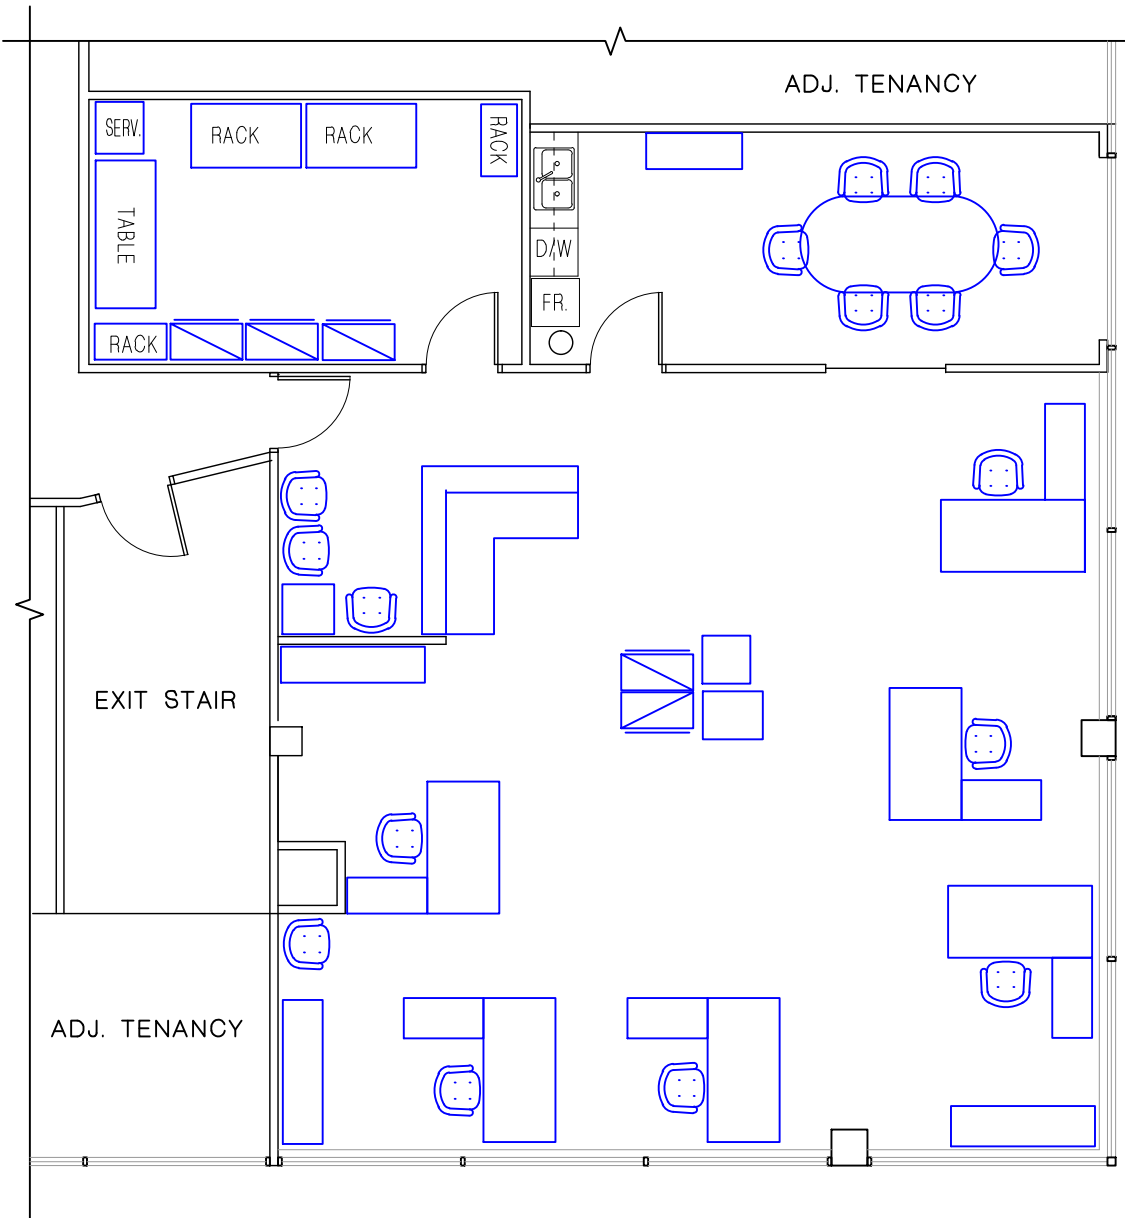 ADJ. TENANCY
SERV.
RACK
RACK
RACK
TABLE
D/W
FR.
RACK
EXIT STAIR
ADJ. TENANCY